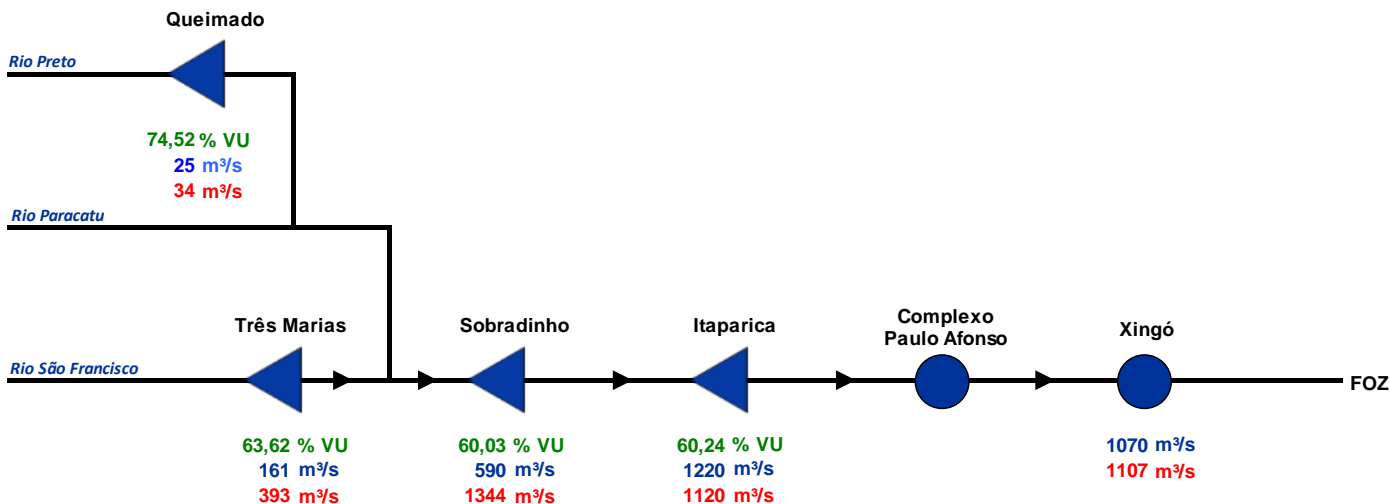 Queimado
Rio Preto
74,52 % VU
25 m³/s
34 m³/s
Rio Paracatu
Três Marias
Sobradinho
Itaparica
Complexo
Paulo Afonso
Xingó
Rio São Francisco
FOZ
63,62 % VU
161 m³/s
393 m³/s
60,03 % VU
590 m³/s
1344 m³/s
60,24 % VU
1220 m³/s
1120 m³/s
1070 m³/s
1107 m³/s